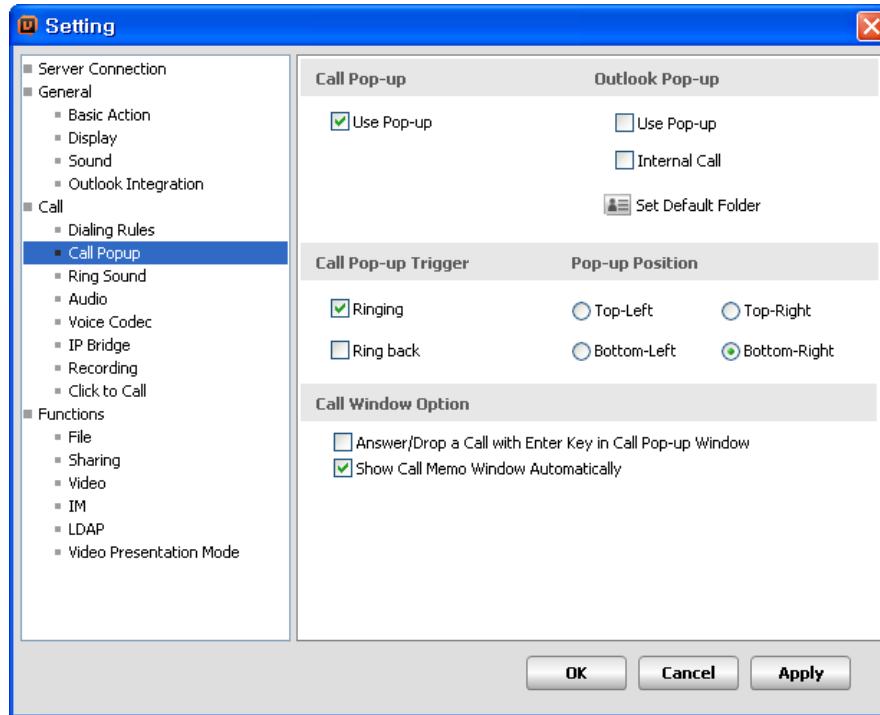 Setting
Server Connection
General
Basic Action
Display
Sound
Outlook Integration
Call
Dialing Rules
Call Popup
Ring Sound
Audio
Voice Codec
IP Bridge
Recording
Click to Call
Functions
File
Sharing
Video
IM
LDAP
Video Presentation Mode
Call Pop-up
Use Pop-up
Outlook Pop-up
Use Pop-up
Internal Call
Set Default Folder
Call Pop-up Trigger
Ringing
Ring back
Pop-up Position
Top-Left Top-Right
Bottom-Left Bottom-Right
Call Window Option
Answer/Drop a Call with Enter Key in Call Pop-up Window
Show Call Memo Window Automatically
OK Cancel Apply